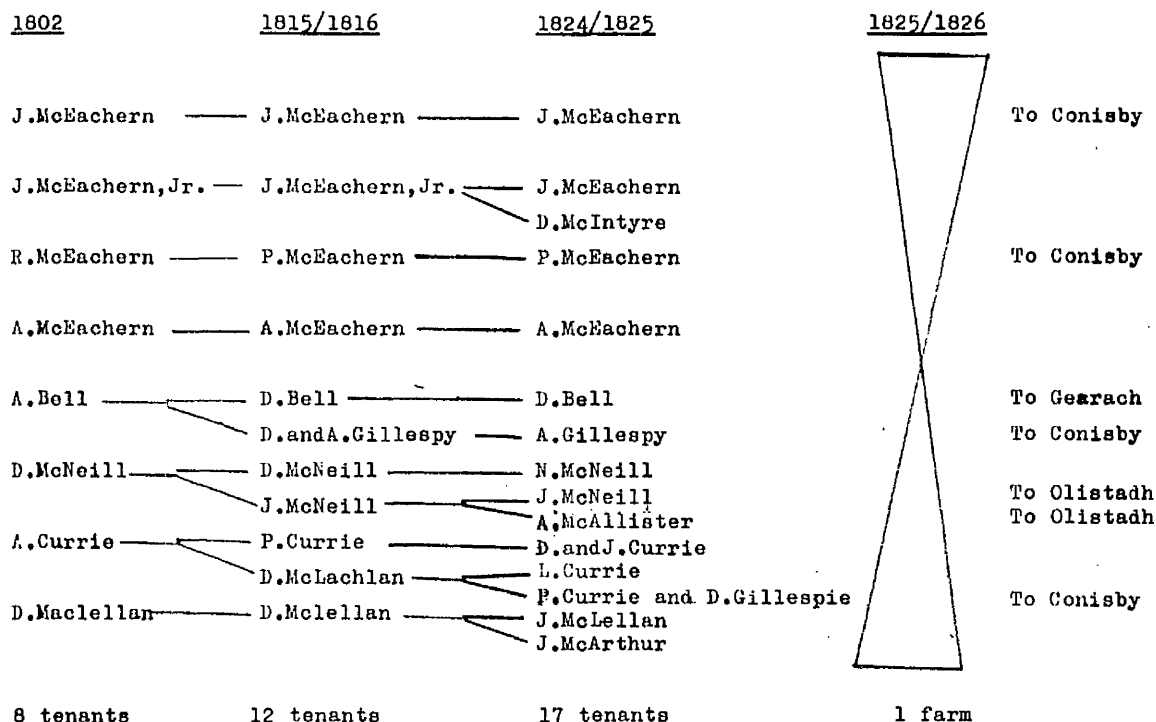 1802 1815/1816 1824/1825 1825/1826
J.McEachern J.McEachern J.McEachern To Conisby
J.McEachern,Jr. J.McEachern,Jr. J.McEachern
D.McIntyre
R.McEachern P.McEachern P.McEachern To Conisby
A.McEachern A.McEachern A.McEachern
A.Bell D.Bell D.Bell To Gearach
D.andA.Gillespy A.Gillespy To Conisby
D.McNeill D.McNeill N.McNeill
J.McNeill J.McNeill To Olistadh
A.McAllister To Olistadh
A.Currie P.Currie D.andJ.Currie
D.McLachlan L.Currie
P.Currie and D.Gillespie To Conisby
D.Maclellan D.Mclellan J.McLellan
J.McArthur
8 tenants 12 tenants 17 tenants 1 farm